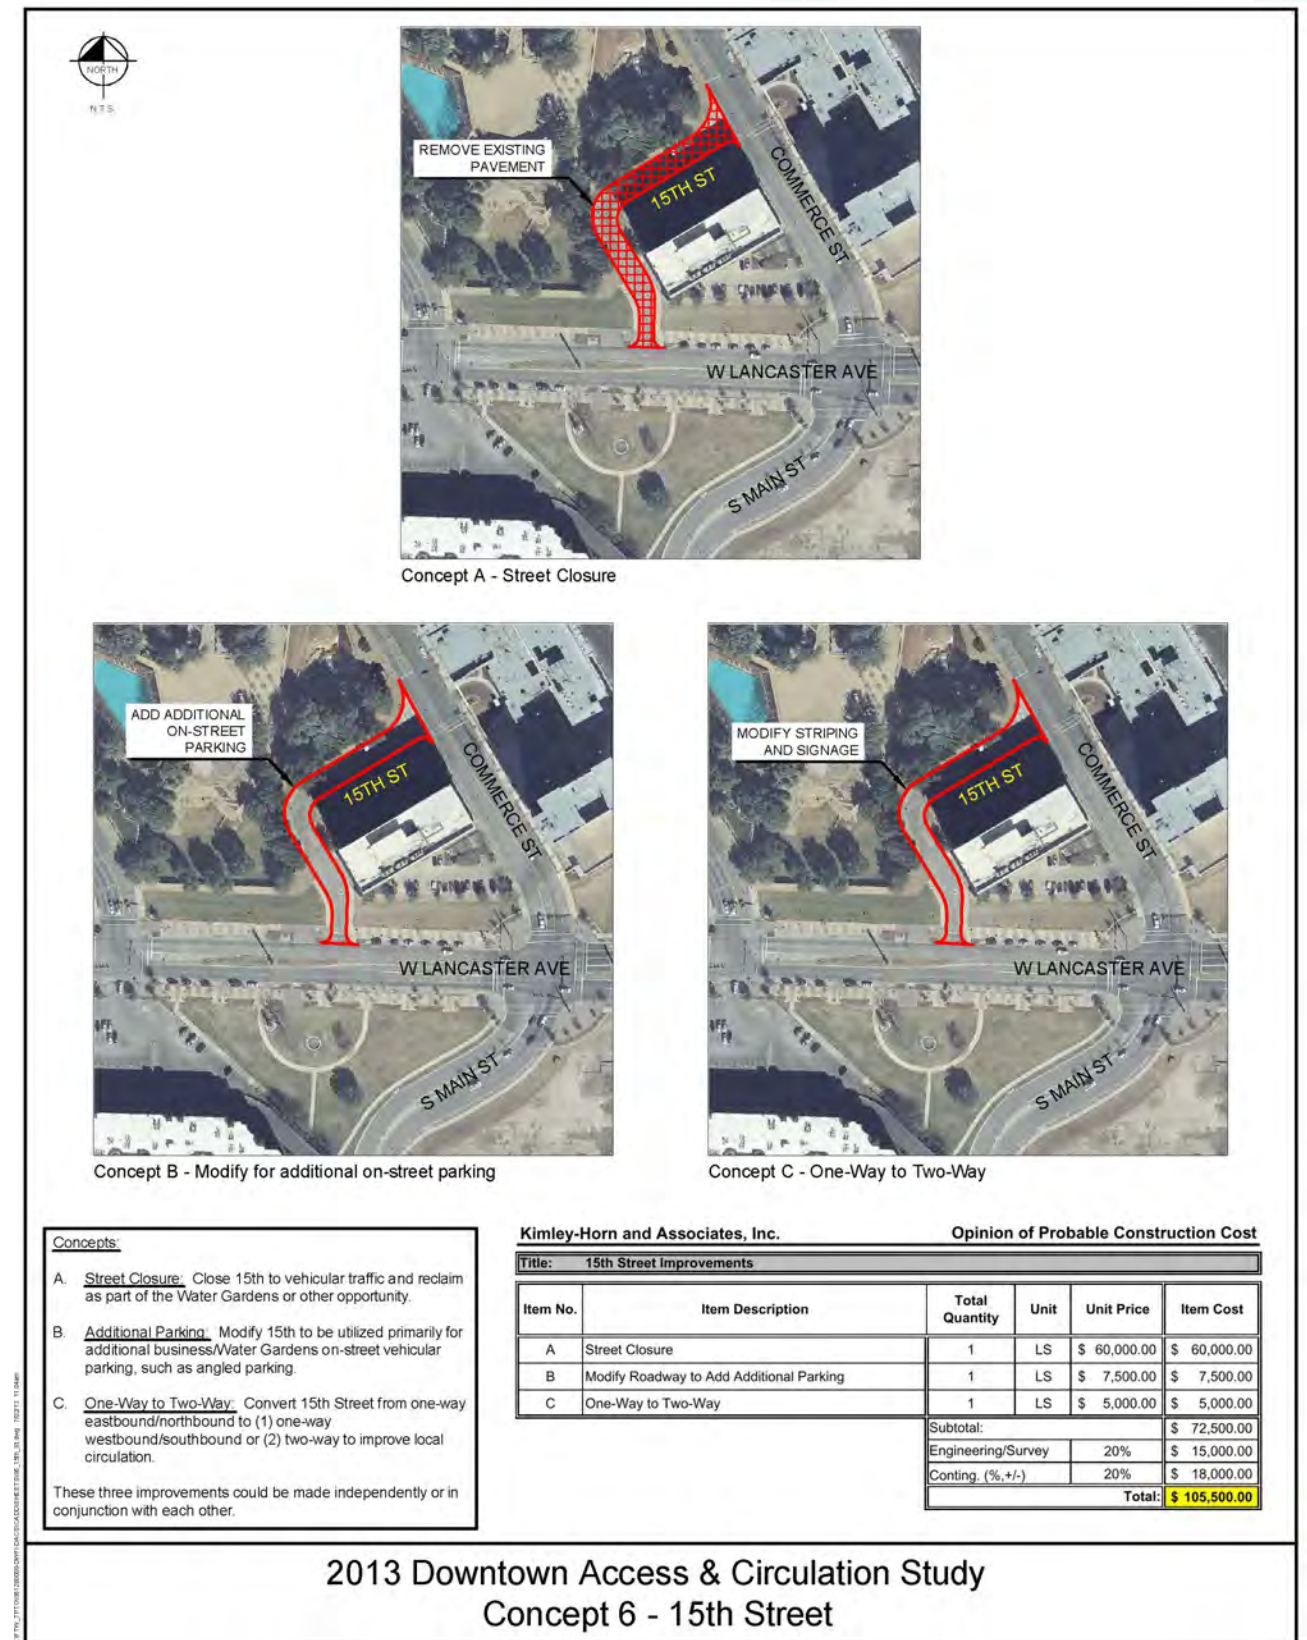 NORTH
N.T.S.
REMOVE EXISTING
PAVEMENT
15TH ST
COMMERCE ST
W LANCASTER AVE
S MAIN ST
Concept A - Street Closure
ADD ADDITIONAL
ON-STREET
PARKING
15TH ST
COMMERCE ST
W LANCASTER AVE
S MAIN ST
Concept B - Modify for additional on-street parking
MODIFY STRIPING
AND SIGNAGE
15TH ST
COMMERCE ST
W LANCASTER AVE
S MAIN ST
Concept C - One-Way to Two-Way
Concepts:
A. Street Closure: Close 15th to vehicular traffic and reclaim
as part of the Water Gardens or other opportunity.
B. Additional Parking: Modify 15th to be utilized primarily for
additional business/Water Gardens on-street vehicular
parking, such as angled parking.
C. One-Way to Two-Way: Convert 15th Street from one-way
eastbound/northbound to (1) one-way
westbound/southbound or (2) two-way to improve local
circulation.
These three improvements could be made independently or in
conjunction with each other.
Kimley-Horn and Associates, Inc. Opinion of Probable Construction Cost
Title: 15th Street Improvements
Item No. Item Description Total Quantity Unit Unit Price Item Cost
A Street Closure 1 LS $ 60,000.00 $ 60,000.00
B Modify Roadway to Add Additional Parking 1 LS $ 7,500.00 $ 7,500.00
C One-Way to Two-Way 1 LS $ 5,000.00 $ 5,000.00
Subtotal: $ 72,500.00
Engineering/Survey 20% $ 15,000.00
Conting. (%,+/-) 20% $ 18,000.00
Total: $ 105,500.00
2013 Downtown Access & Circulation Study
Concept 6 - 15th Street